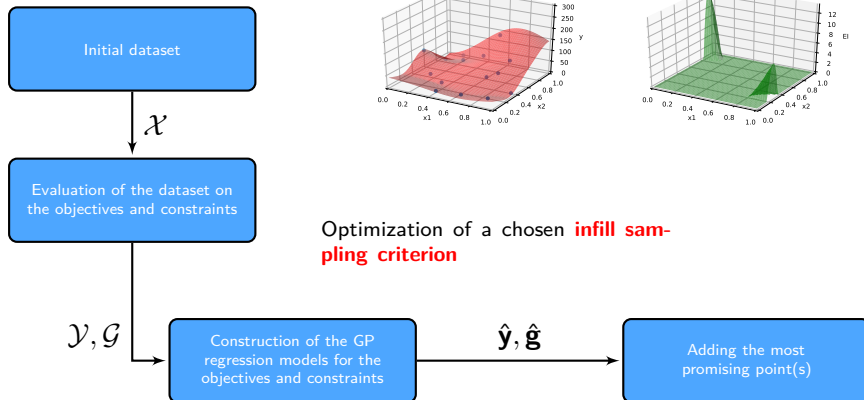 Initial dataset
300
250
200
150
100
50
0
y
0.0
0.2
0.4
0.6
0.8
1.0
x1
0.0
0.2
0.4
0.6
0.8
1.0
x2
12
10
8
6
4
2
0
EI
0.0
0.2
0.4
0.6
0.8
1.0
x1
0.0
0.2
0.4
0.6
0.8
1.0
x2
𝒳
Evaluation of the dataset on
the objectives and constraints
Optimization of a chosen infill sam-
pling criterion
𝒴, 𝒢
Construction of the GP
regression models for the
objectives and constraints
ŷ, ĝ
Adding the most
promising point(s)